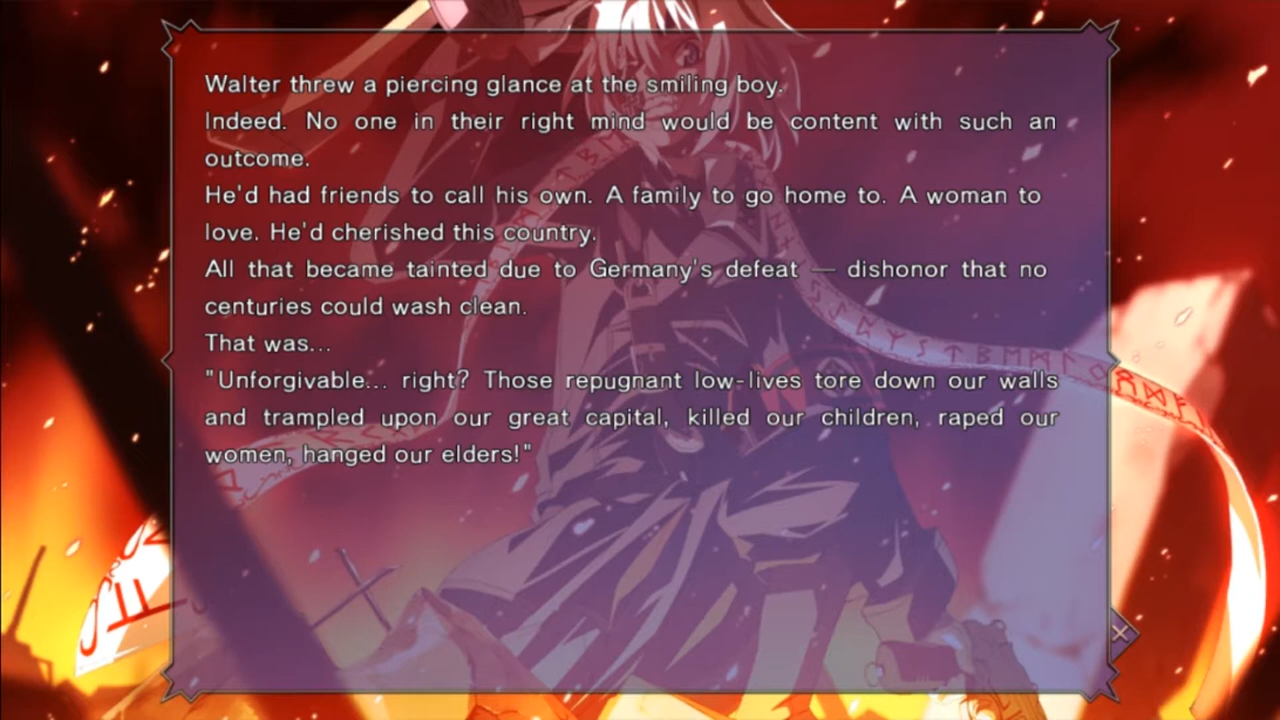 Walter threw a piercing glance at the smiling boy.
Indeed. No one in their right mind would be content with such an
outcome.
He'd had friends to call his own. A family to go home to. A woman to
love. He'd cherished this country.
All that became tainted due to Germany's defeat — dishonor that no
centuries could wash clean.
That was...
"Unforgivable... right? Those repugnant low-lives tore down our walls
and trampled upon our great capital, killed our children, raped our
women, hanged our elders!"